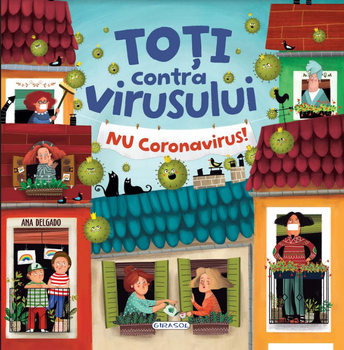 TOȚI
contra
virusului
NU Coronavirus!
ANA DELGADO
GIRASOL